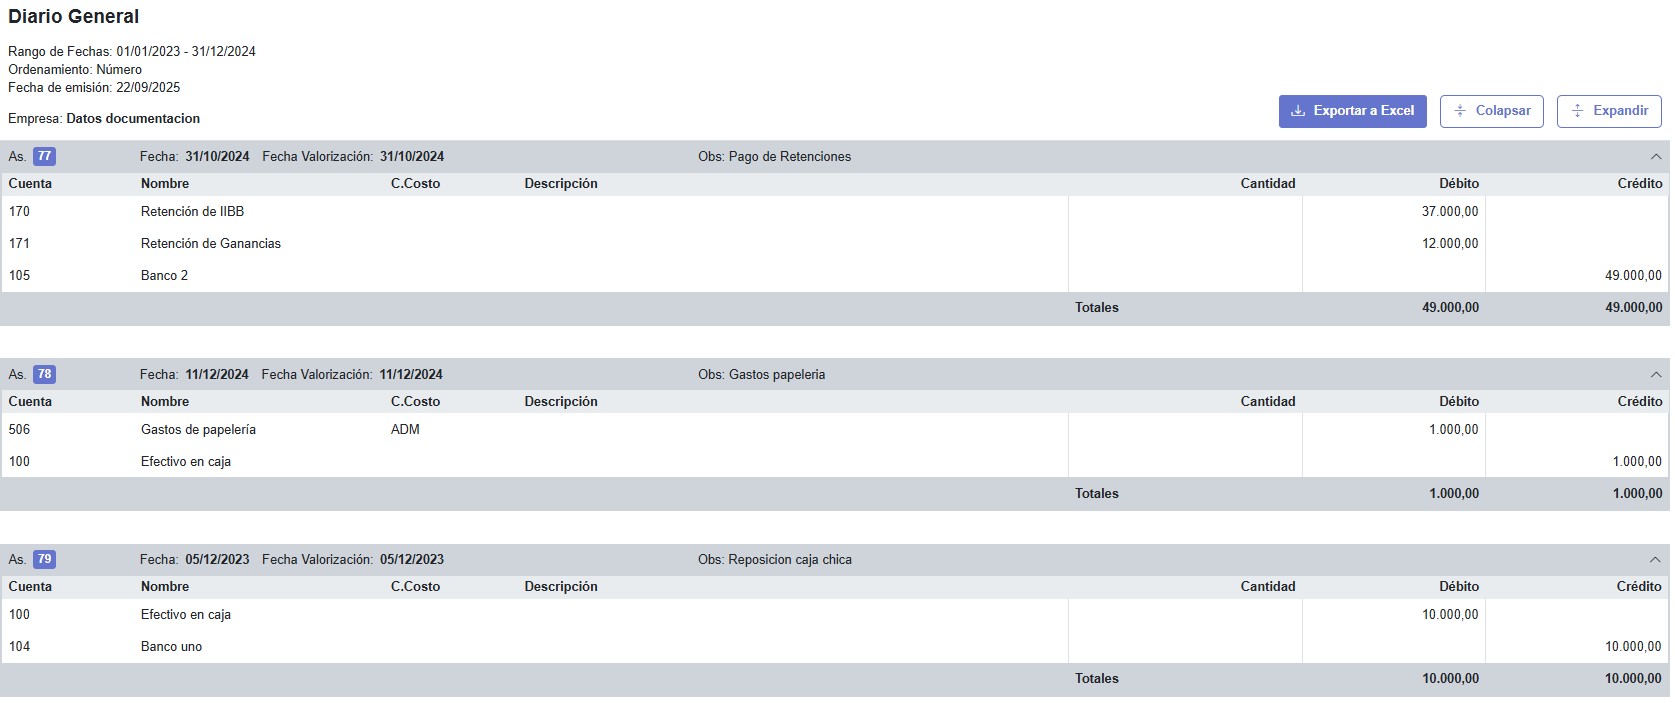 Diario General
Rango de Fechas: 01/01/2023 - 31/12/2024
Ordenamiento: Número
Fecha de emisión: 22/09/2025
Empresa: Datos documentacion
Exportar a Excel Colapsar Expandir
As. 77 Fecha: 31/10/2024 Fecha Valorización: 31/10/2024 Obs: Pago de Retenciones
Cuenta Nombre C.Costo Descripción Cantidad Débito Crédito
170 Retención de IIBB 37.000,00
171 Retención de Ganancias 12.000,00
105 Banco 2 49.000,00
Totales 49.000,00 49.000,00
As. 78 Fecha: 11/12/2024 Fecha Valorización: 11/12/2024 Obs: Gastos papeleria
Cuenta Nombre C.Costo Descripción Cantidad Débito Crédito
506 Gastos de papelería ADM 1.000,00
100 Efectivo en caja 1.000,00
Totales 1.000,00 1.000,00
As. 79 Fecha: 05/12/2023 Fecha Valorización: 05/12/2023 Obs: Reposicion caja chica
Cuenta Nombre C.Costo Descripción Cantidad Débito Crédito
100 Efectivo en caja 10.000,00
104 Banco uno 10.000,00
Totales 10.000,00 10.000,00